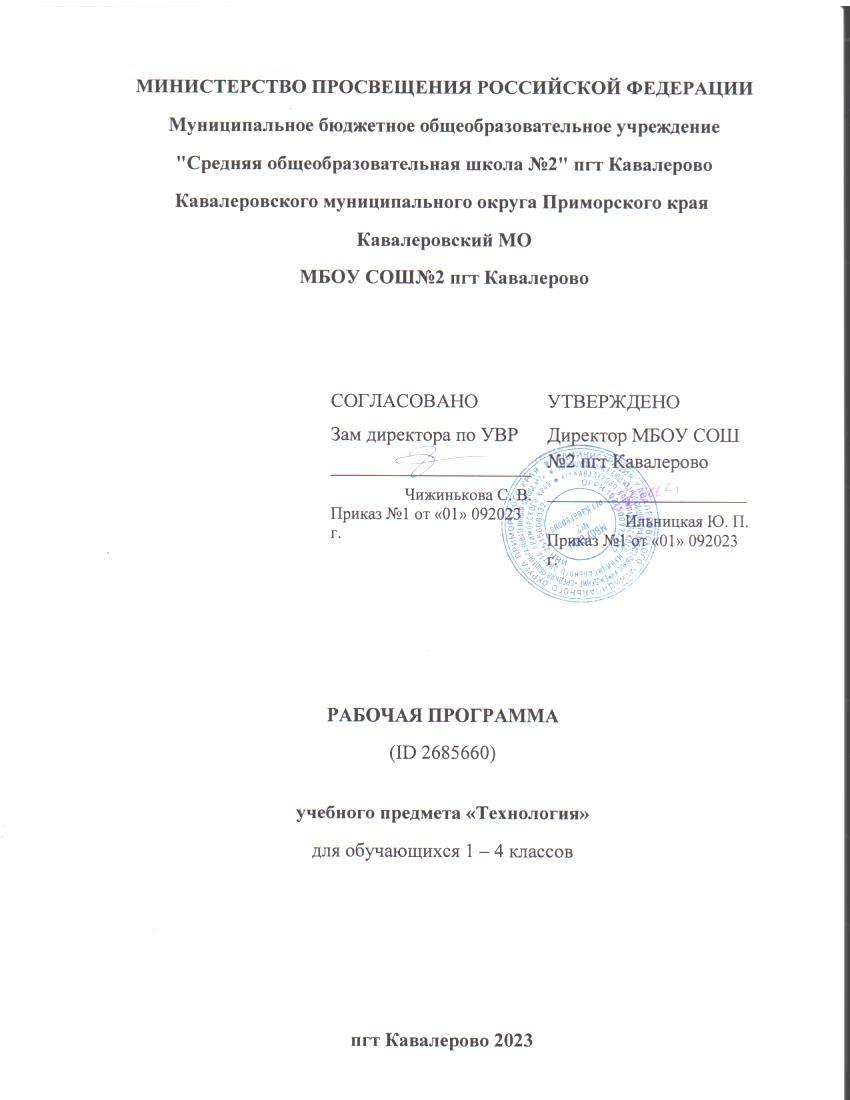 МИНИСТЕРСТВО ПРОСВЕЩЕНИЯ РОССИЙСКОЙ ФЕДЕРАЦИИ
Муниципальное бюджетное общеобразовательное учреждение
"Средняя общеобразовательная школа №2" пгт Кавалерово
Кавалеровского муниципального округа Приморского края
Кавалеровский МО
МБОУ СОШ№2 пгт Кавалерово
СОГЛАСОВАНО
Зам директора по УВР
Чижинькова С. В.
Приказ №1 от «01» 092023
г.
УТВЕРЖДЕНО
Директор МБОУ СОШ
№2 пгт Кавалерово
Ильницкая Ю. П.
Приказ №1 от «01» 092023
г.
РАБОЧАЯ ПРОГРАММА
(ID 2685660)
учебного предмета «Технология»
для обучающихся 1 – 4 классов
пгт Кавалерово 2023